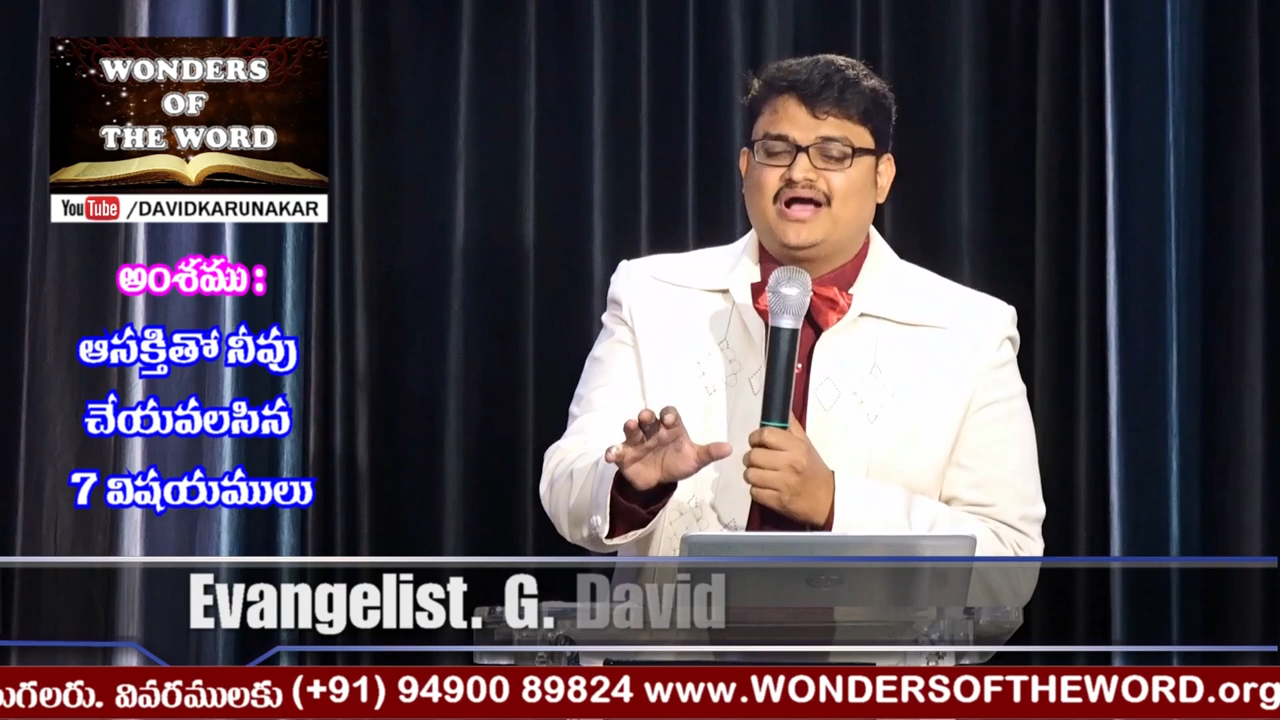 WONDERS
OF
THE WORD
YouTube /DAVIDKARUNAKAR
అంశము :
ఆసక్తితో నీవు
చేయవలసిన
7 విషయములు
Evangelist. G. David
వివరములకు (+91) 94900 89824 www.WONDERSOFTHEWORD.org